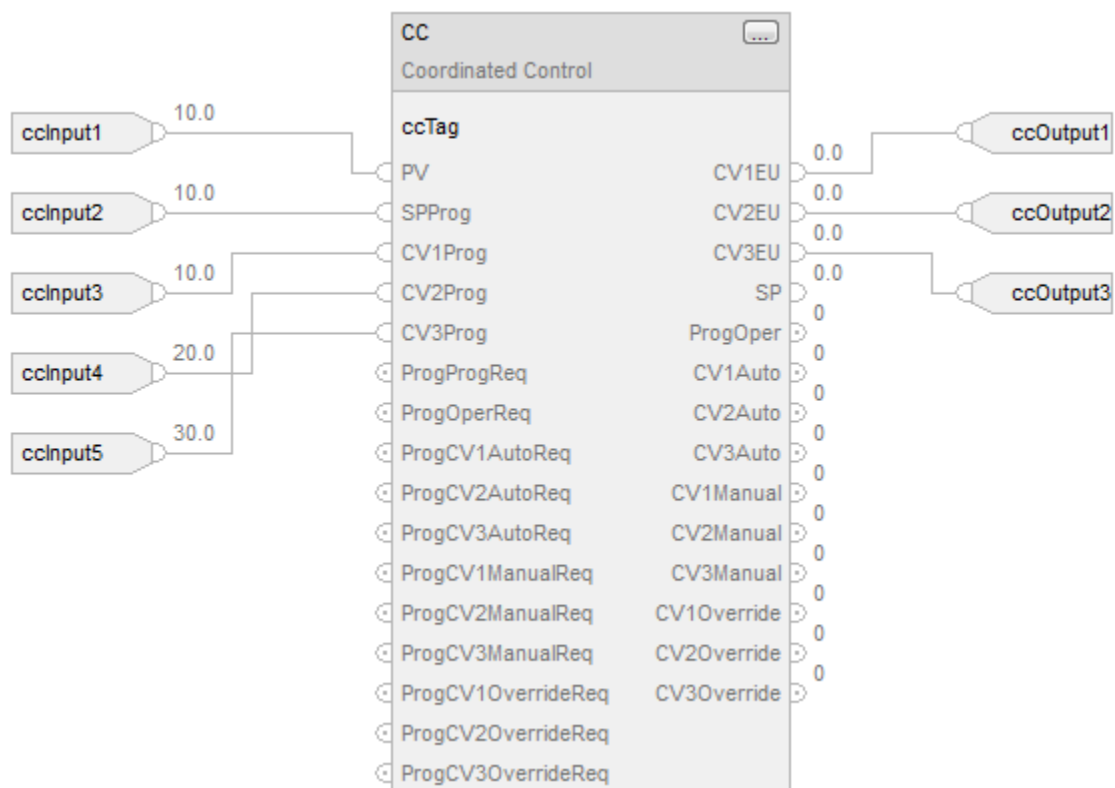 CC
...
Coordinated Control
ccTag
ccInput1
10.0
PV
CV1EU
0.0
ccOutput1
ccInput2
10.0
SPProg
CV2EU
0.0
ccOutput2
ccInput3
10.0
CV1Prog
CV3EU
0.0
ccOutput3
CV2Prog
SP
0.0
CV3Prog
ProgOper
0
ccInput4
20.0
ProgProgReq
CV1Auto
0
ProgOperReq
CV2Auto
0
ccInput5
30.0
ProgCV1AutoReq
CV3Auto
0
ProgCV2AutoReq
CV1Manual
0
ProgCV3AutoReq
CV2Manual
0
ProgCV1ManualReq
CV3Manual
0
ProgCV2ManualReq
CV1Override
0
ProgCV3ManualReq
CV2Override
0
ProgCV1OverrideReq
CV3Override
0
ProgCV2OverrideReq
ProgCV3OverrideReq